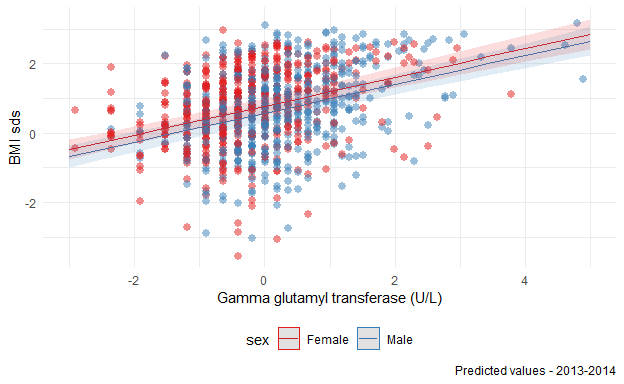 2
0
-2
BMI sds
-2
0
2
4
Gamma glutamyl transferase (U/L)
sex Female Male
Predicted values - 2013-2014